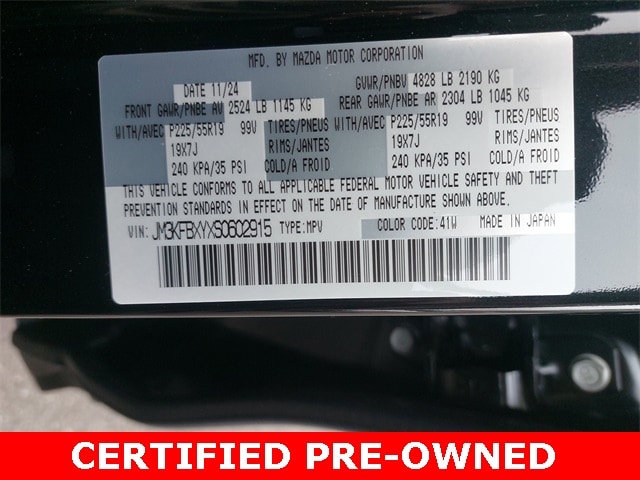 MFD. BY MAZDA MOTOR CORPORATION
DATE 11/24 GVWR/PNBV 4828 LB 2190 KG
FRONT GAWR/PNBE AV 2524 LB 1145 KG REAR GAWR/PNBE AR 2304 LB 1045 KG
WITH/AVEC P225/55R19 99V TIRES/PNEUS WITH/AVEC P225/55R19 99V TIRES/PNEUS
19X7J RIMS/JANTES 19X7J RIMS/JANTES
240 KPA/35 PSI COLD/A FROID 240 KPA/35 PSI COLD/A FROID
THIS VEHICLE CONFORMS TO ALL APPLICABLE FEDERAL MOTOR VEHICLE SAFETY AND THEFT
PREVENTION STANDARDS IN EFFECT ON THE DATE OF MANUFACTURE SHOWN ABOVE.
VIN: JM3KFBXYXS0602915 TYPE: MPV COLOR CODE: 41W MADE IN JAPAN
CERTIFIED PRE-OWNED